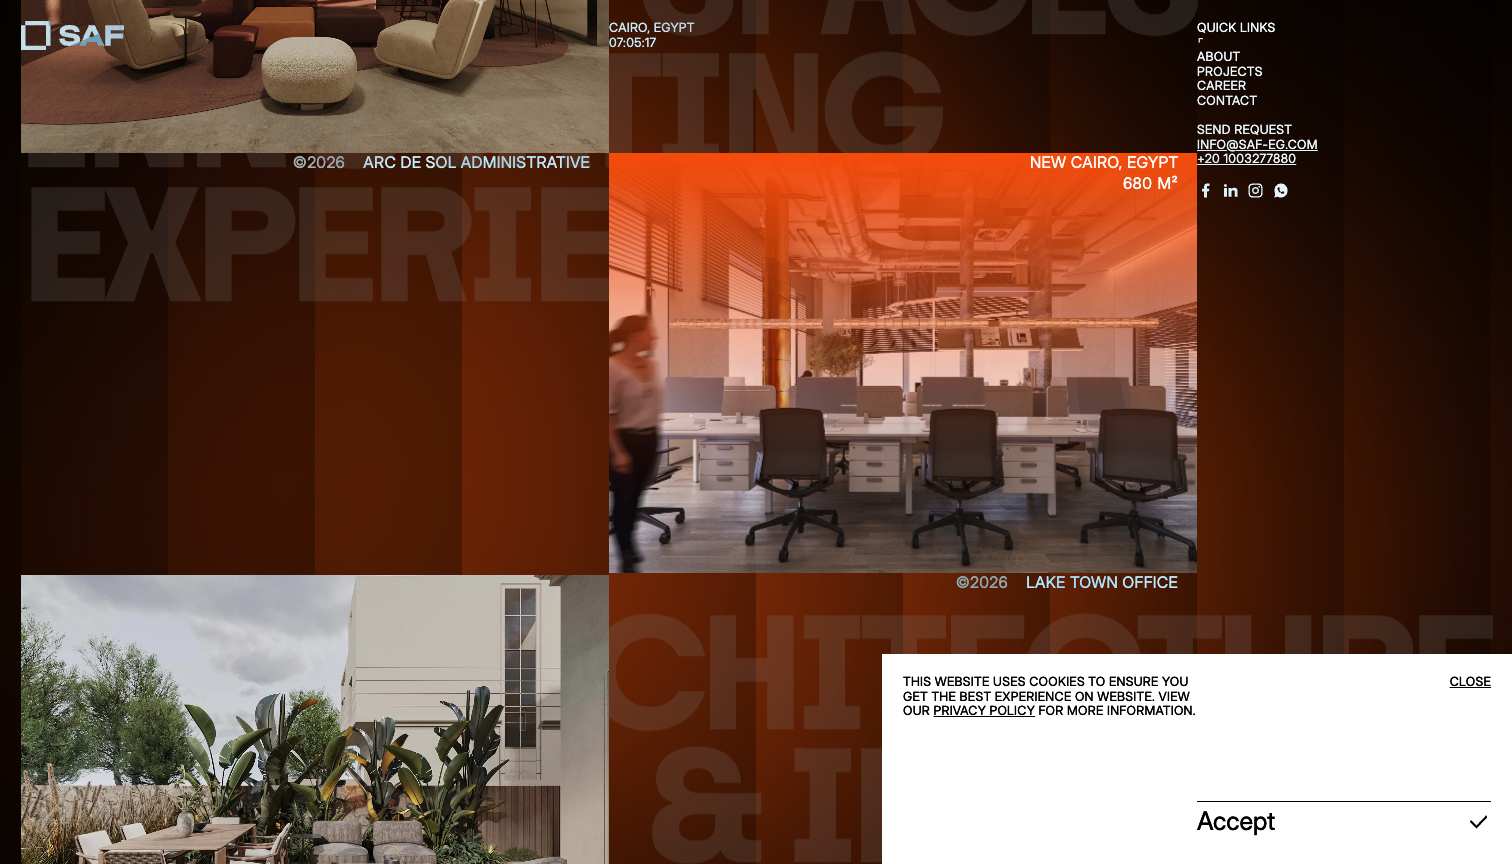 SAF
CAIRO, EGYPT
07:05:17
QUICK LINKS
ABOUT
PROJECTS
CAREER
CONTACT
SEND REQUEST
INFO@SAF-EG.COM
+20 1003277880
SPACES
TING
©2026 ARC DE SOL ADMINISTRATIVE
NEW CAIRO, EGYPT
680 M²
EXPERIE
©2026 LAKE TOWN OFFICE
CHITECTURE
& I
THIS WEBSITE USES COOKIES TO ENSURE YOU
GET THE BEST EXPERIENCE ON WEBSITE. VIEW
OUR PRIVACY POLICY FOR MORE INFORMATION.
CLOSE
Accept